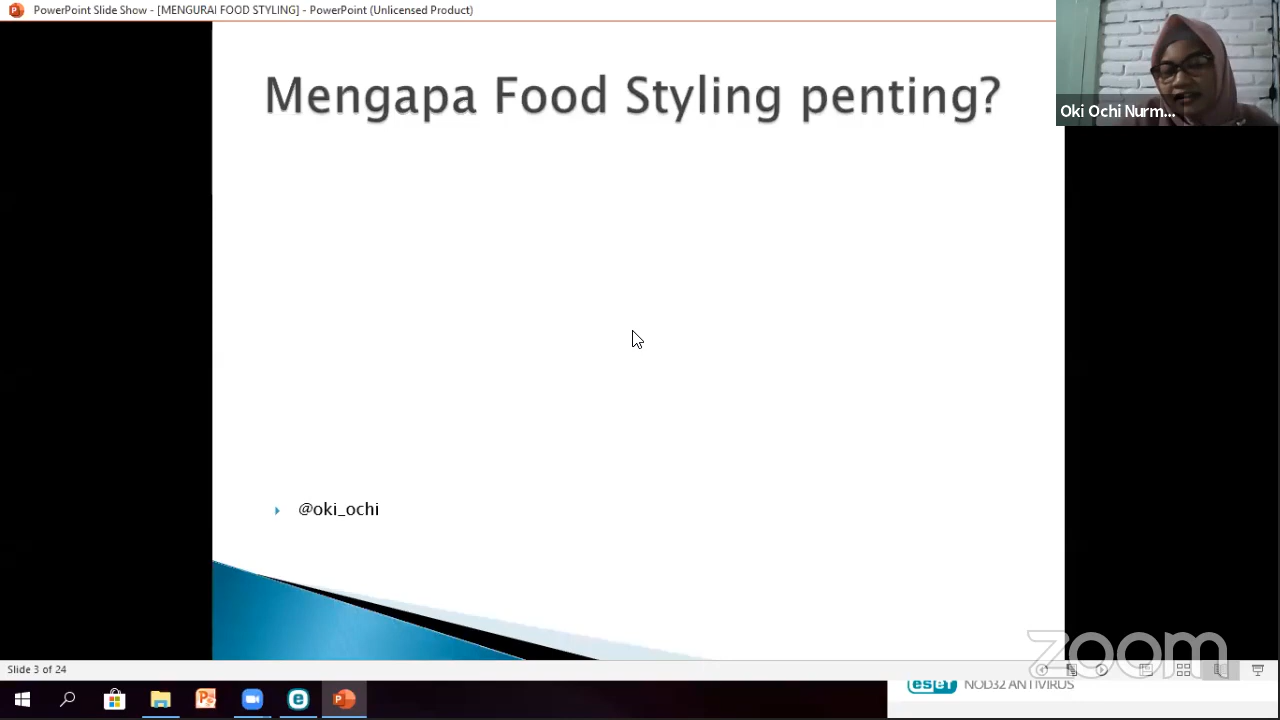 PowerPoint Slide Show - [MENGURAI FOOD STYLING] - PowerPoint (Unlicensed Product)
Oki Ochi Nurm...
Mengapa Food Styling penting?
@oki_ochi
zoom
Slide 3 of 24
eseT NOD32 ANTIVIRUS